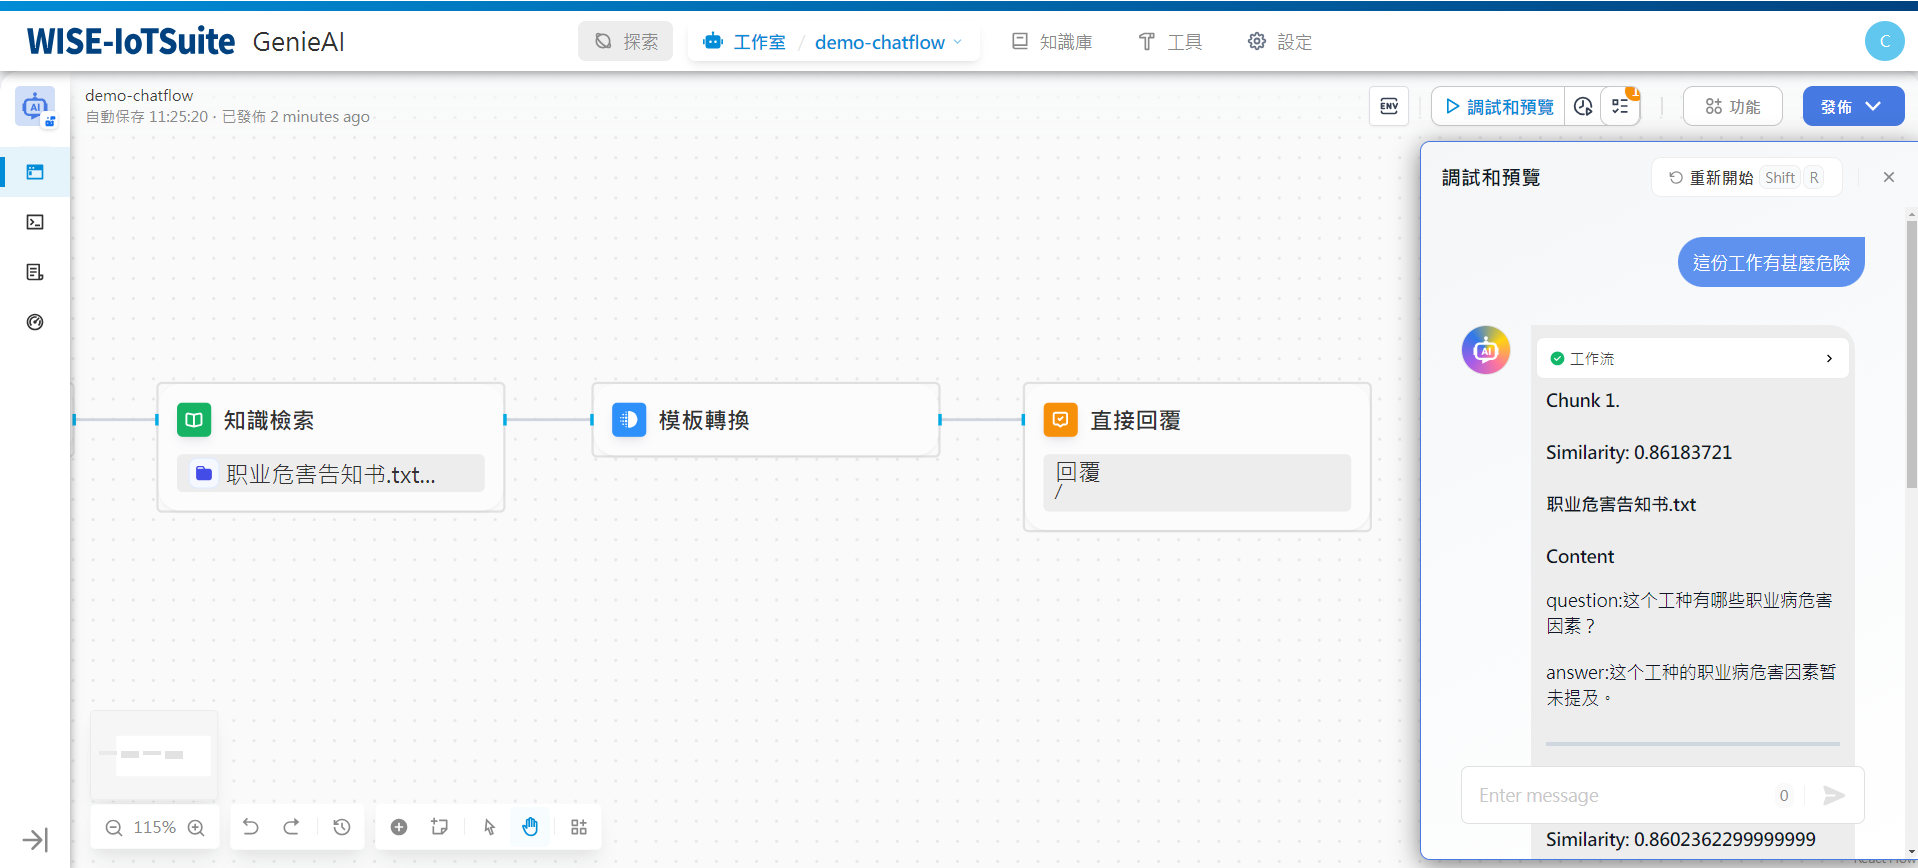 WISE-IoTSuite GenieAI
探索
工作室 / demo-chatflow
知識庫
工具
設定
C
demo-chatflow
自動保存 11:25:20 · 已發佈 2 minutes ago
ENV
調試和預覽
1
功能
發佈
調試和預覽
重新開始 Shift R
這份工作有甚麼危險
AI
工作流
Chunk 1.
Similarity: 0.86183721
职业危害告知书.txt
Content
question:这个工种有哪些职业病危害
因素？
answer:这个工种的职业病危害因素暂
未提及。
Enter message 0
Similarity: 0.8602362299999999
React Flow
知識檢索
职业危害告知书.txt...
模板轉換
直接回覆
回覆
/
115%